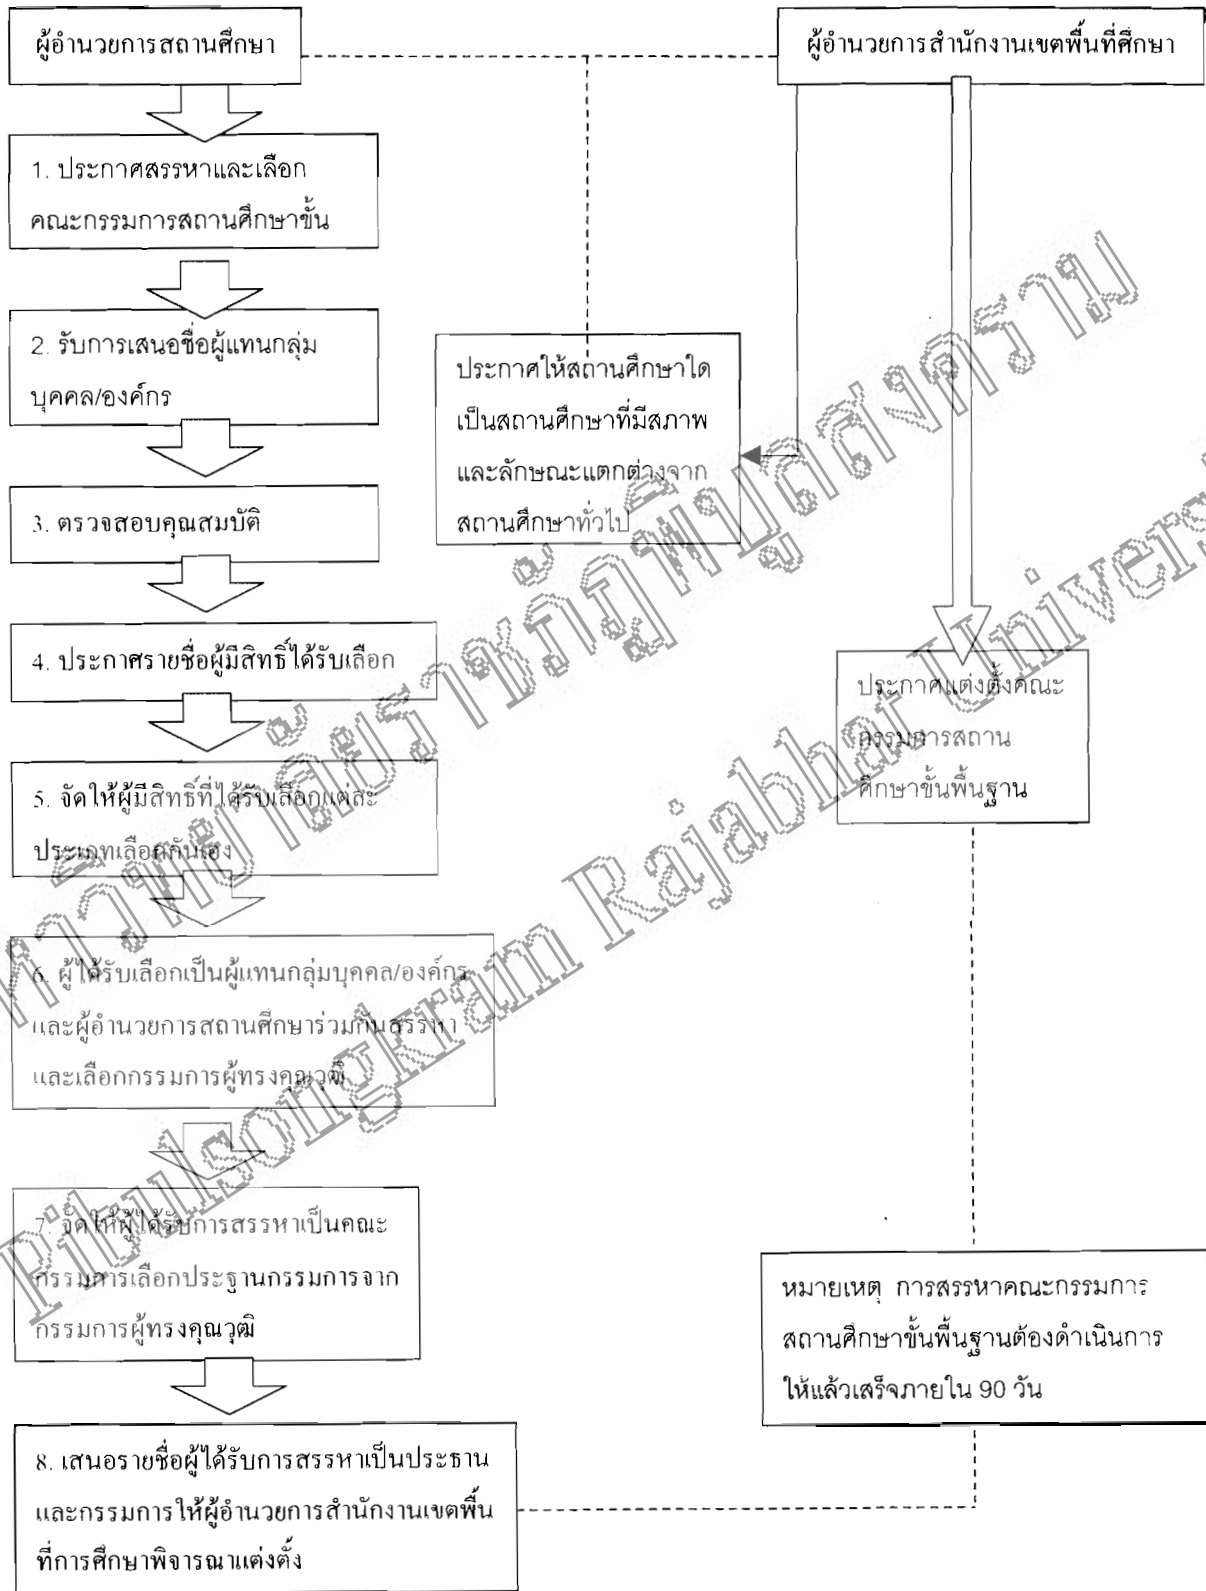 ผู้อำนวยการสถานศึกษา
ผู้อำนวยการสำนักงานเขตพื้นที่ศึกษา
1. ประกาศสรรหาและเลือก
คณะกรรมการสถานศึกษาขั้น
2. รับการเสนอชื่อผู้แทนกลุ่ม
บุคคล/องค์กร
ประกาศให้สถานศึกษาใด
เป็นสถานศึกษาที่มีสภาพ
และลักษณะแตกต่างจาก
สถานศึกษาทั่วไป
3. ตรวจสอบคุณสมบัติ
4. ประกาศรายชื่อผู้มีสิทธิ์ได้รับเลือก
ประกาศแต่งตั้งคณะ
กรรมการสถาน
ศึกษาขั้นพื้นฐาน
5. จัดให้ผู้มีสิทธิ์ที่ได้รับเลือกแต่ละ
ประเภทเลือกกันเอง
6. ผู้ได้รับเลือกเป็นผู้แทนกลุ่มบุคคล/องค์กร
และผู้อำนวยการสถานศึกษาร่วมกันสรรหา
และเลือกกรรมการผู้ทรงคุณวุฒิ
7. จัดให้ผู้ได้รับการสรรหาเป็นคณะ
กรรมการเลือกประฐานกรรมการจาก
กรรมการผู้ทรงคุณวุฒิ
หมายเหตุ การสรรหาคณะกรรมการ
สถานศึกษาขั้นพื้นฐานต้องดำเนินการ
ให้แล้วเสร็จภายใน 90 วัน
8. เสนอรายชื่อผู้ได้รับการสรรหาเป็นประธาน
และกรรมการให้ผู้อำนวยการสำนักงานเขตพื้น
ที่การศึกษาพิจารณาแต่งตั้ง
วิทยาลัยราชภัฏพิบูลสงคราม
Pibulsongkram Rajabhat Univers